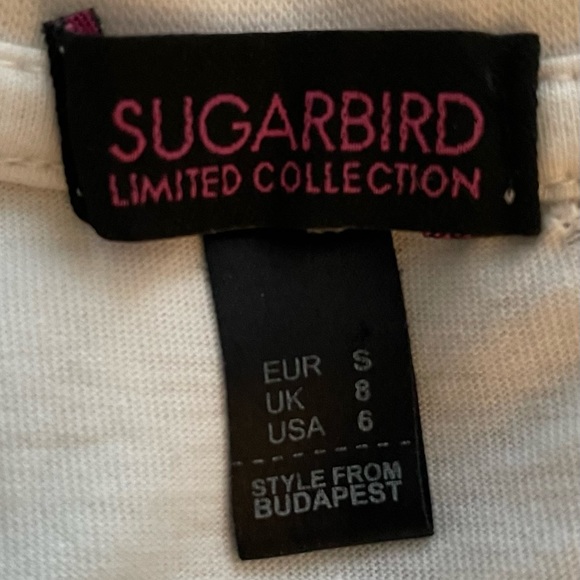 SUGARBIRD
LIMITED COLLECTION
EUR S
UK 8
USA 6
STYLE FROM
BUDAPEST